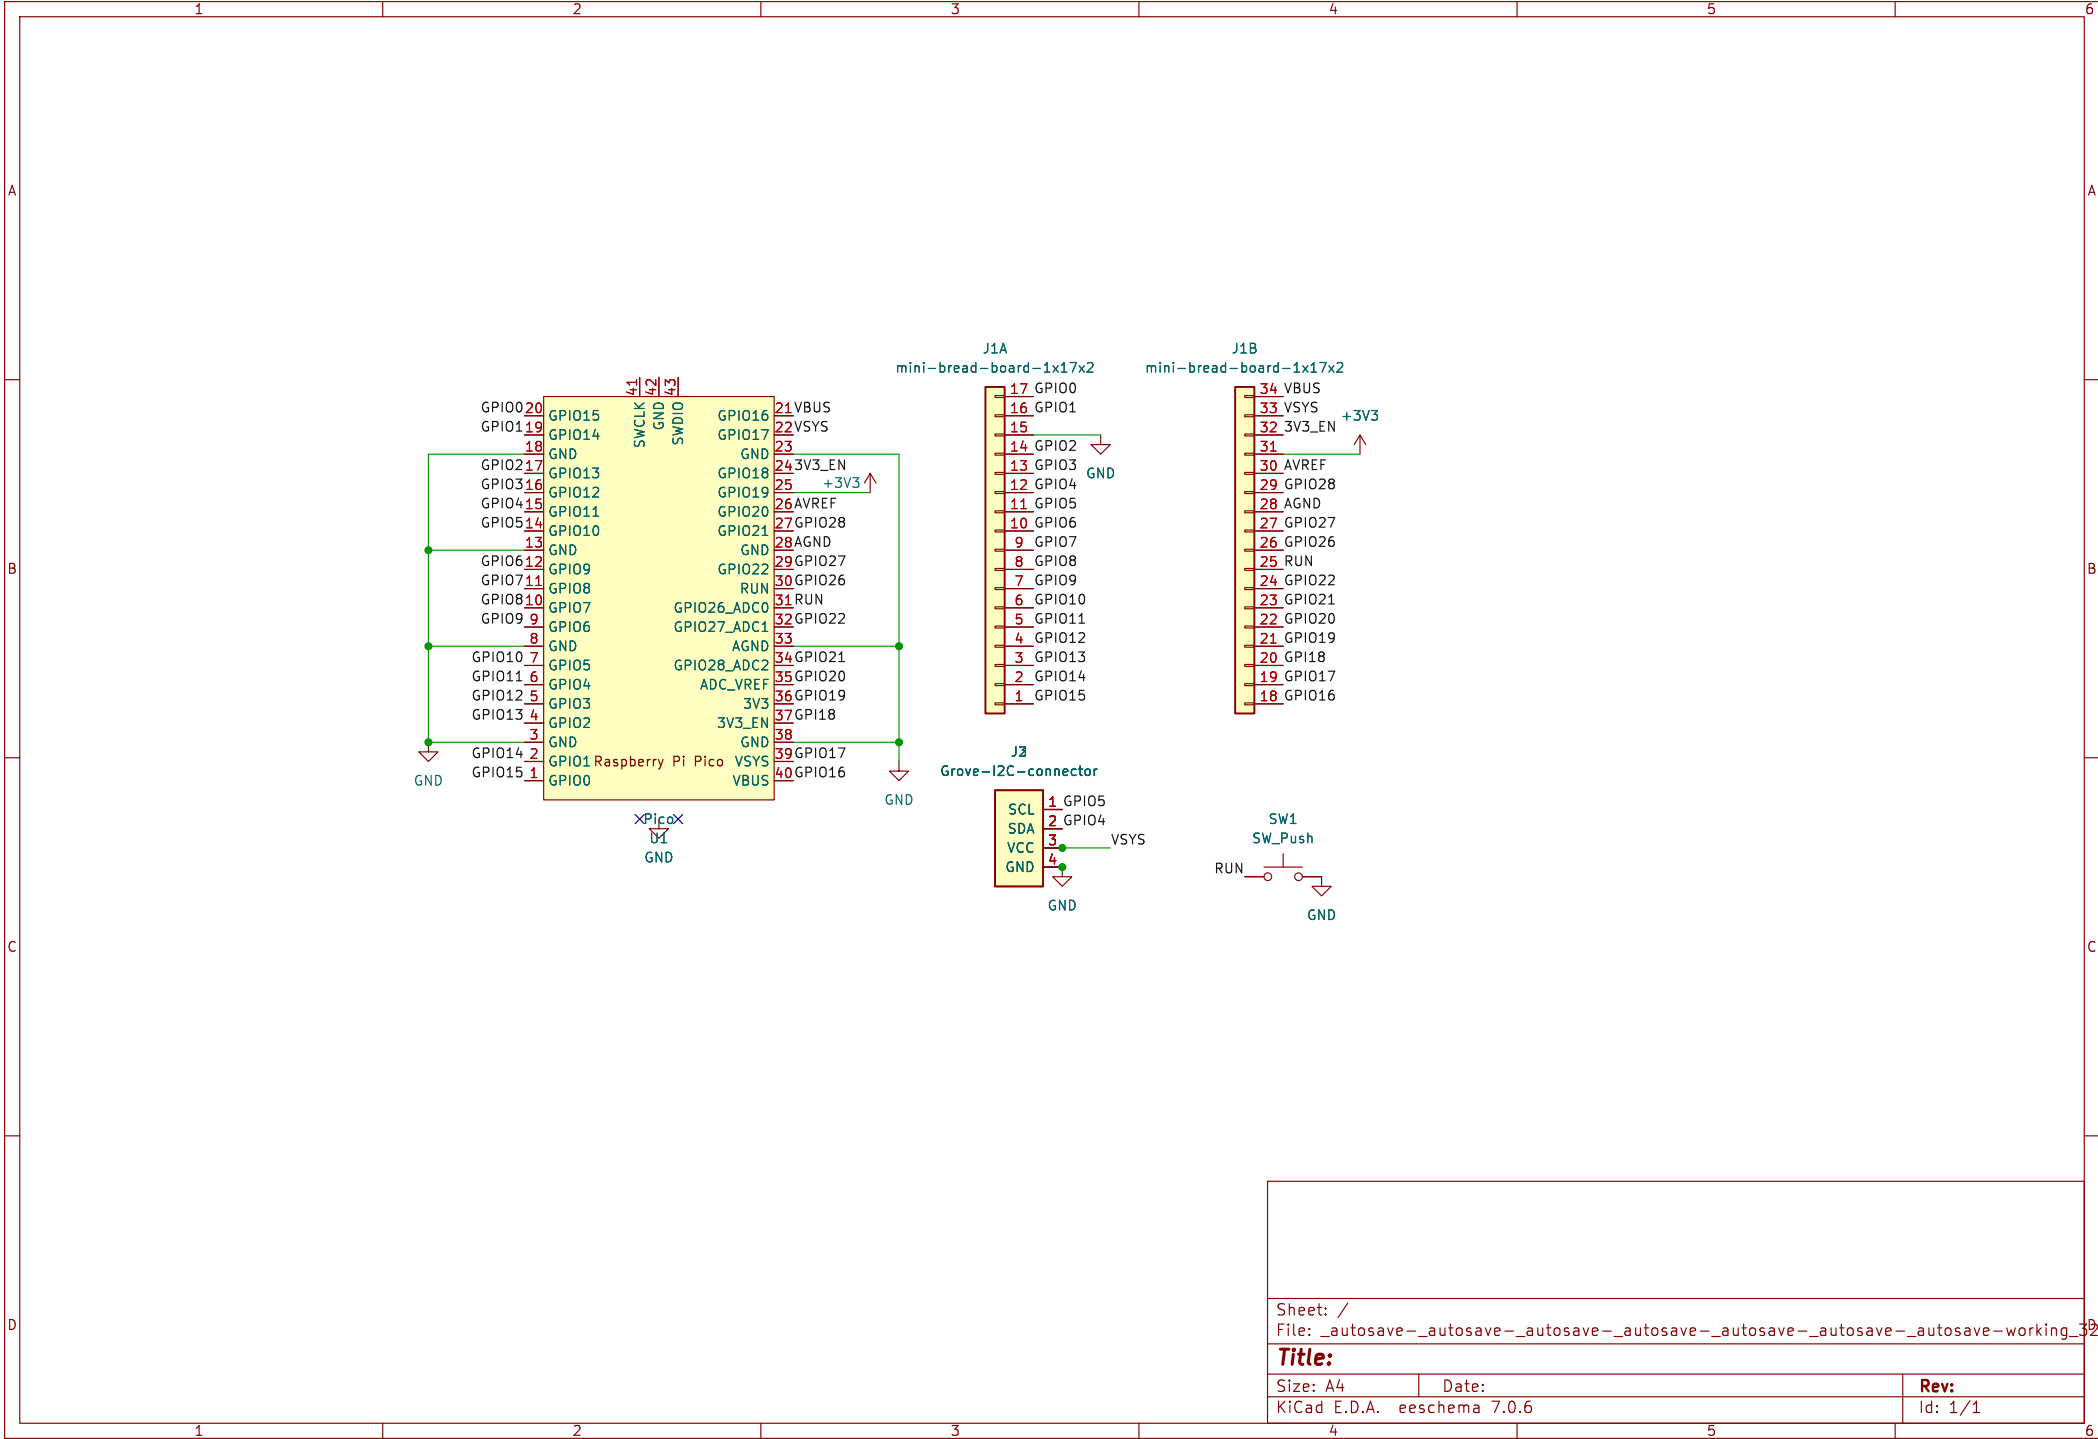 1 2 3 4 5 6
A A
B B
C C
D D
SWCLK 41
GND 42
SWDIO 43
GPIO0 20 GPIO15
GPIO1 19 GPIO14
18 GND
GPIO2 17 GPIO13
GPIO3 16 GPIO12
GPIO4 15 GPIO11
GPIO5 14 GPIO10
13 GND
GPIO6 12 GPIO9
GPIO7 11 GPIO8
GPIO8 10 GPIO7
GPIO9 9 GPIO6
8 GND
GPIO10 7 GPIO5
GPIO11 6 GPIO4
GPIO12 5 GPIO3
GPIO13 4 GPIO2
3 GND
GPIO14 2 GPIO1
GPIO15 1 GPIO0
GND
Raspberry Pi Pico
GPIO16 21 VBUS
GPIO17 22 VSYS
GND 23
GPIO18 24 3V3_EN
GPIO19 25 +3V3
GPIO20 26 AVREF
GPIO21 27 GPIO28
GND 28 AGND
GPIO22 29 GPIO27
RUN 30 GPIO26
GPIO26_ADC0 31 RUN
GPIO27_ADC1 32 GPIO22
AGND 33
GPIO28_ADC2 34 GPIO21
ADC_VREF 35 GPIO20
3V3 36 GPIO19
3V3_EN 37 GPI18
GND 38
VSYS 39 GPIO17
VBUS 40 GPIO16
GND
Pico
U1
GND
J1A
mini-bread-board-1x17x2
17 GPIO0
16 GPIO1
15
GND
14 GPIO2
13 GPIO3
12 GPIO4
11 GPIO5
10 GPIO6
9 GPIO7
8 GPIO8
7 GPIO9
6 GPIO10
5 GPIO11
4 GPIO12
3 GPIO13
2 GPIO14
1 GPIO15
J1B
mini-bread-board-1x17x2
34 VBUS
33 VSYS
32 3V3_EN
31 +3V3
30 AVREF
29 GPIO28
28 AGND
27 GPIO27
26 GPIO26
25 RUN
24 GPIO22
23 GPIO21
22 GPIO20
21 GPIO19
20 GPI18
19 GPIO17
18 GPIO16
Grove-I2C-connector
SCL 1 GPIO5
SDA 2 GPIO4
VCC 3 VSYS
GND 4
GND
SW1
SW_Push
RUN
GND
Sheet: /
File: _autosave-_autosave-_autosave-_autosave-_autosave-_autosave-_autosave-working_32
Title:
Size: A4 Date: Rev:
KiCad E.D.A. eeschema 7.0.6 Id: 1/1
1 2 3 4 5 6